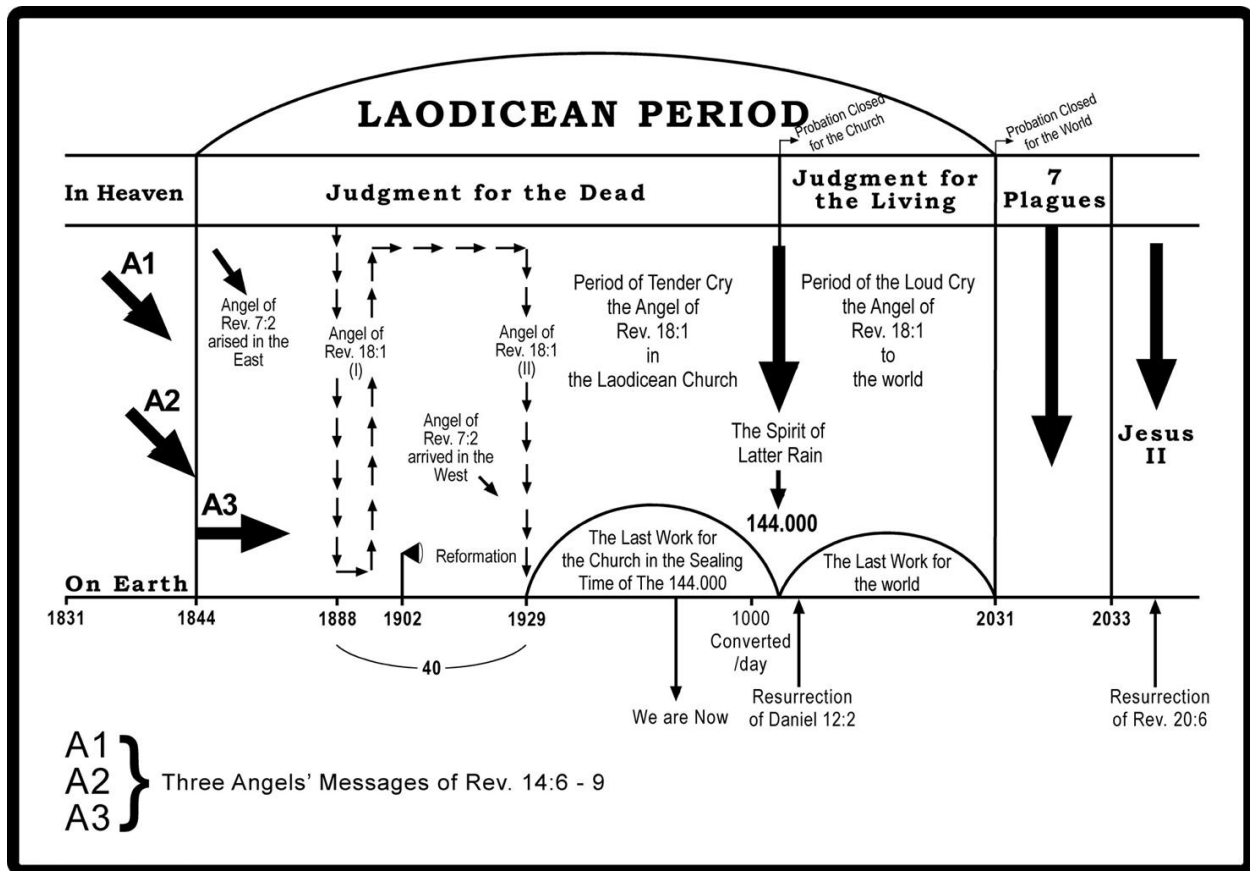 LAODICEAN PERIOD
Probation Closed
for the Church
Probation Closed
for the World
In Heaven
Judgment for the Dead
Judgment for
the Living
7
Plagues
A1
Angel of
Rev. 7:2
arised in the
East
Angel of
Rev. 18:1
(I)
Angel of
Rev. 18:1
(II)
Period of Tender Cry
the Angel of
Rev. 18:1
in
the Laodicean Church
Period of the Loud Cry
the Angel of
Rev. 18:1
to
the world
A2
Angel of
Rev. 7:2
arrived in the
West
The Spirit of
Latter Rain
Jesus
II
A3
144.000
Reformation
The Last Work for
the Church in the Sealing
Time of The 144.000
The Last Work for
the world
On Earth
1831
1844
1888
1902
1929
1000
Converted
/day
2031
2033
40
We are Now
Resurrection
of Daniel 12:2
Resurrection
of Rev. 20:6
A1
A2
A3
} Three Angels' Messages of Rev. 14:6 - 9